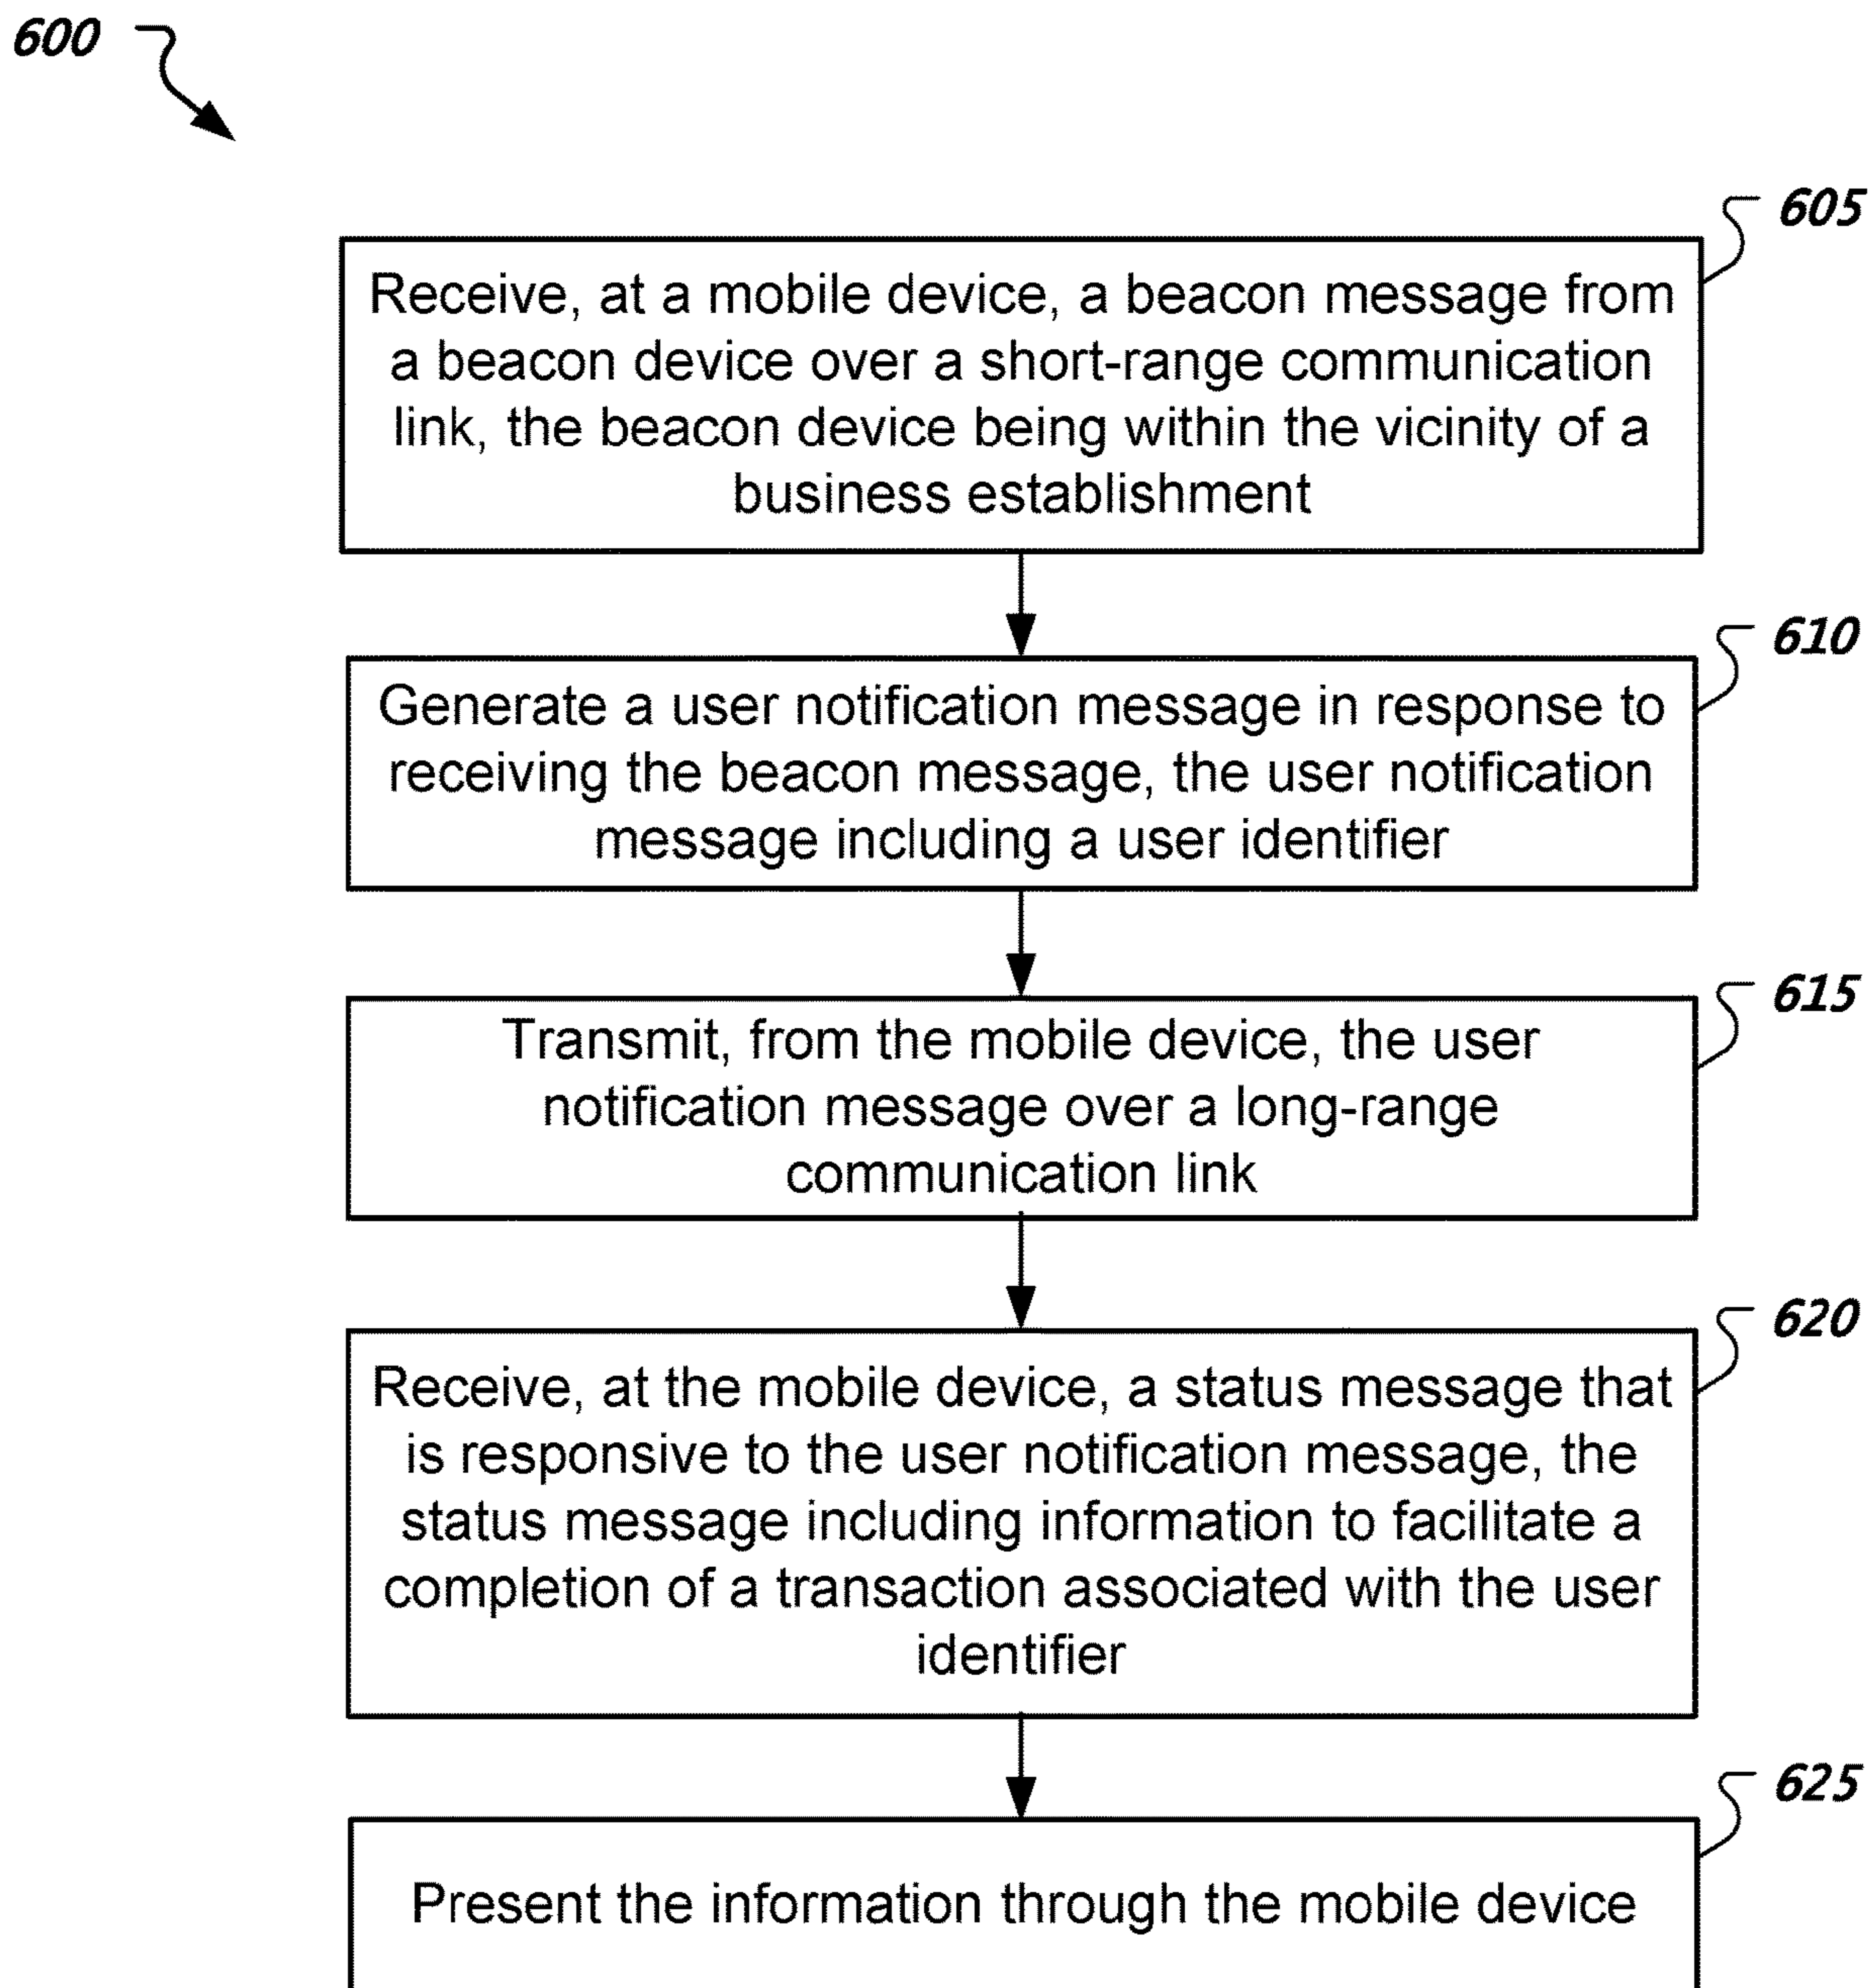 600
605
Receive, at a mobile device, a beacon message from
a beacon device over a short-range communication
link, the beacon device being within the vicinity of a
business establishment
610
Generate a user notification message in response to
receiving the beacon message, the user notification
message including a user identifier
615
Transmit, from the mobile device, the user
notification message over a long-range
communication link
620
Receive, at the mobile device, a status message that
is responsive to the user notification message, the
status message including information to facilitate a
completion of a transaction associated with the user
identifier
625
Present the information through the mobile device